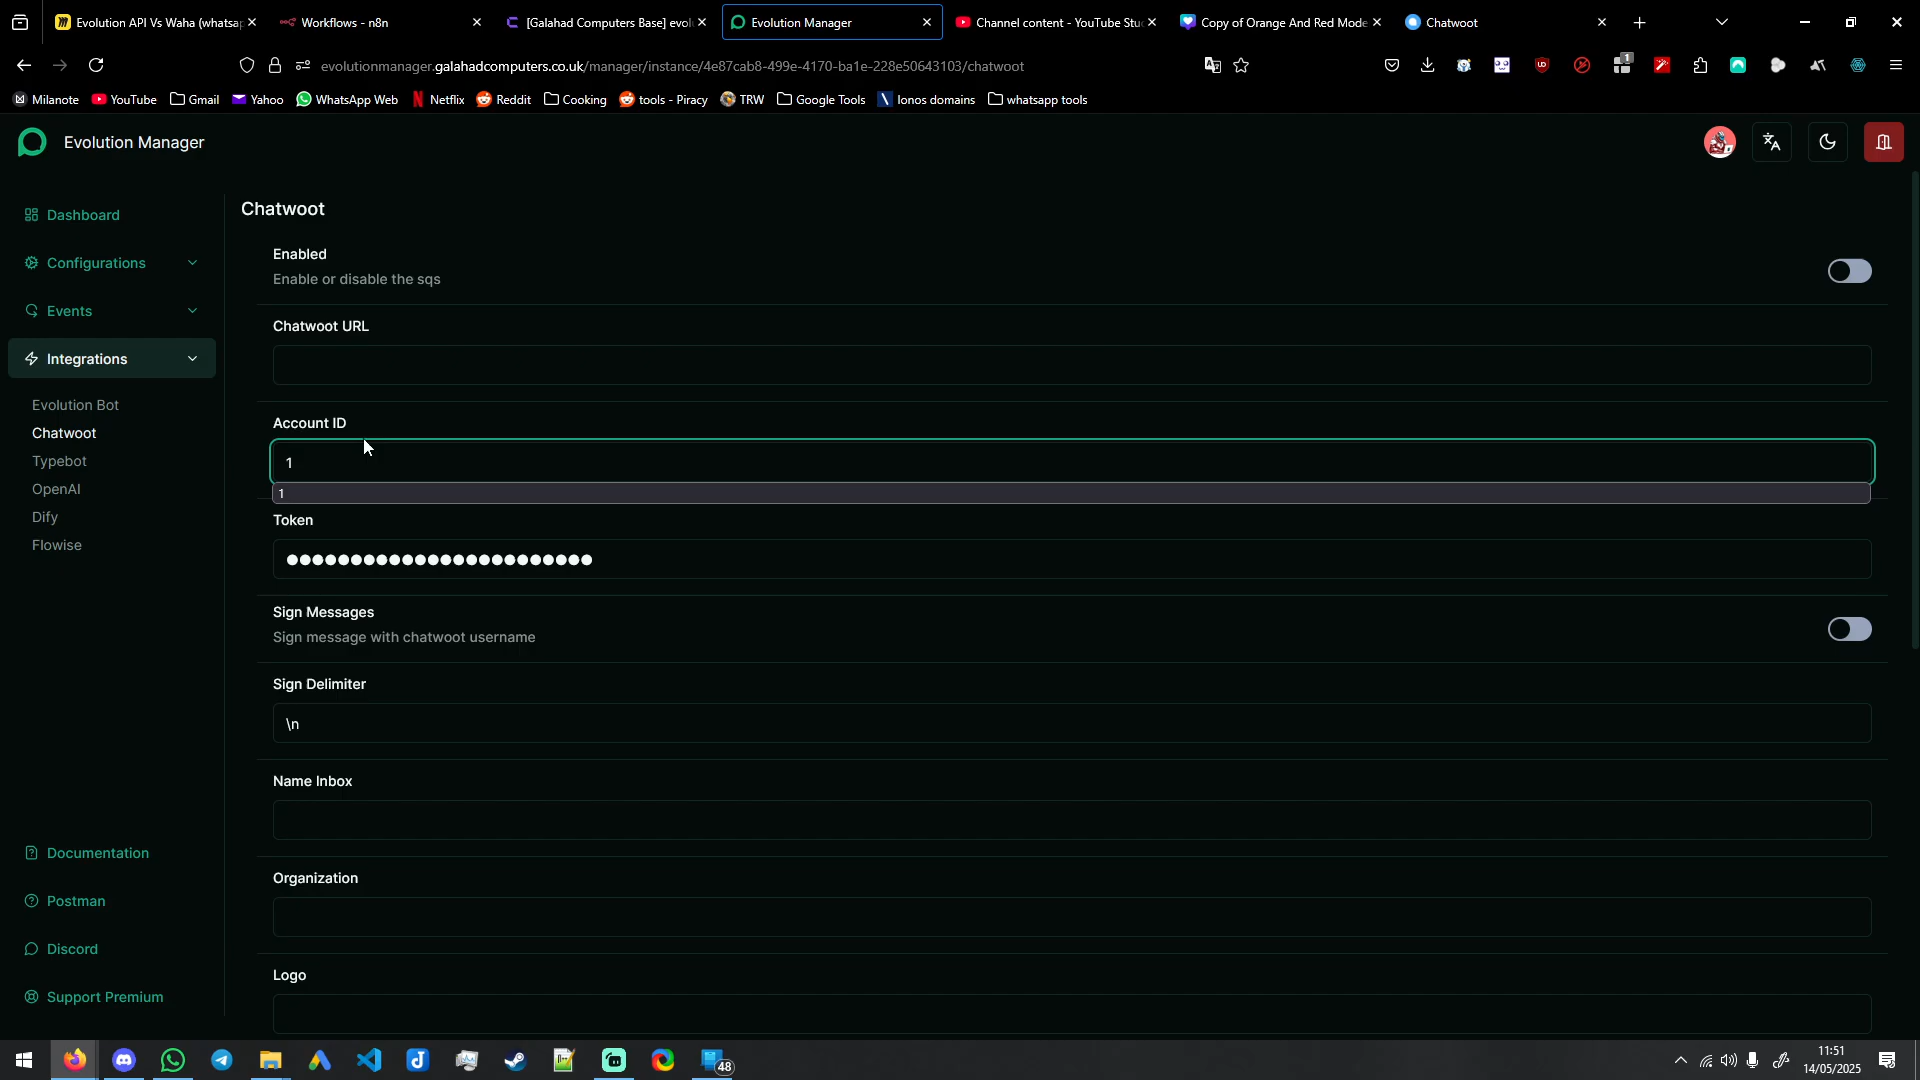 Evolution API Vs Waha (whatsap
Workflows - n8n
[Galahad Computers Base] evol
Evolution Manager
Channel content - YouTube Stu
Copy of Orange And Red Mode
Chatwoot
evolutionmanager.galahadcomputers.co.uk/manager/instance/4e87cab8-499e-4170-ba1e-228e50643103/chatwoot
1
Milanote
YouTube
Gmail
Yahoo
WhatsApp Web
Netflix
Reddit
Cooking
tools - Piracy
TRW
Google Tools
Ionos domains
whatsapp tools
Evolution Manager
Dashboard
Configurations
Events
Integrations
Evolution Bot
Chatwoot
Typebot
OpenAI
Dify
Flowise
Documentation
Postman
Discord
Support Premium
Chatwoot
Enabled
Enable or disable the sqs
Chatwoot URL
Account ID
1
1
Token
●●●●●●●●●●●●●●●●●●●●●●●●
Sign Messages
Sign message with chatwoot username
Sign Delimiter
\n
Name Inbox
Organization
Logo
48
11:51
14/05/2025